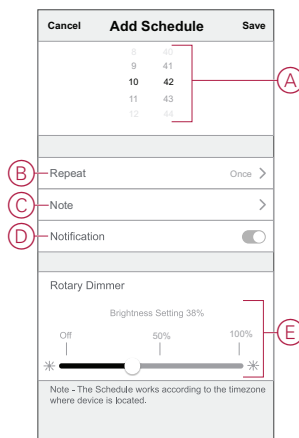 Cancel Add Schedule Save
8 40
9 41
10 42
11 43
12 44
A
B Repeat Once >
C Note >
D Notification
Rotary Dimmer
Brightness Setting 38%
Off 50% 100%
E
Note - The Schedule works according to the timezone
where device is located.